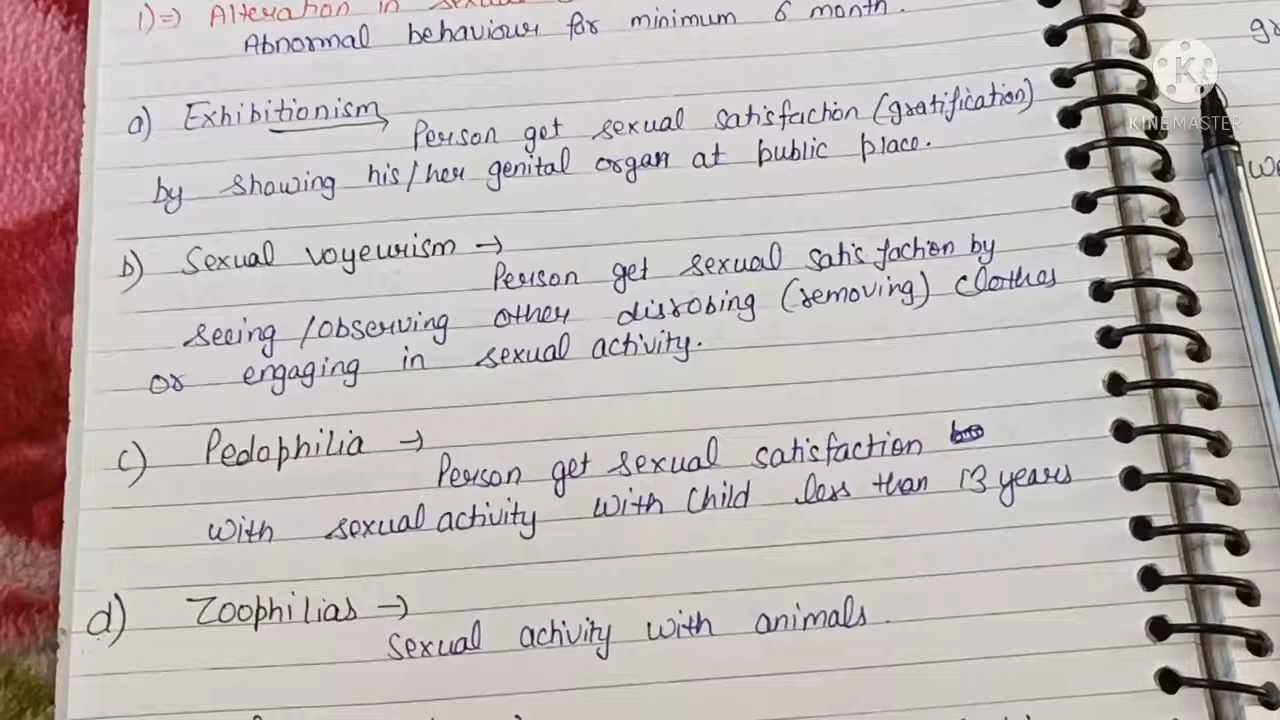 1)⇒ Alteration in sexual
Abnormal behaviour for minimum 6 month.
a) Exhibitionism → Person get sexual satisfaction (gratification)
by showing his/her genital organ at public place.
b) Sexual voyeurism →
Person get sexual satisfaction by
seeing /observing other disrobing (removing) clothes
or engaging in sexual activity.
c) Pedophilia →
Person get sexual satisfaction
with sexual activity with child less than 13 years
d) Zoophilias →
sexual activity with animals.
KINEMASTER